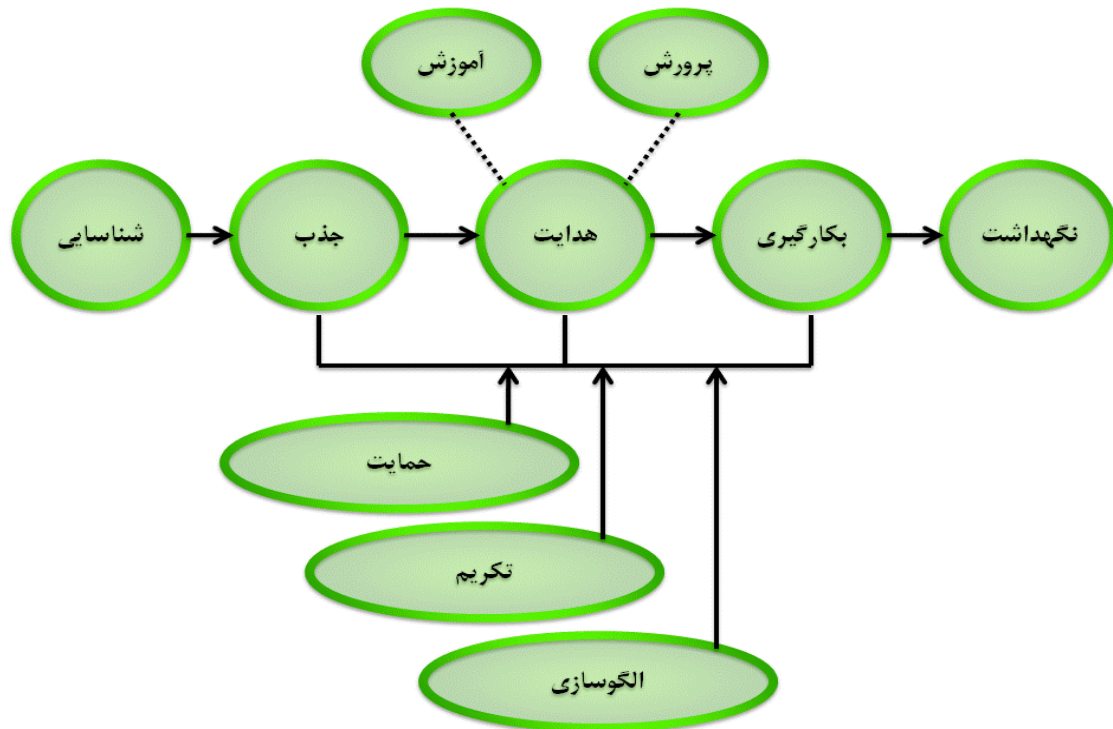 آموزش
پرورش
شناسایی
جذب
هدایت
بکارگیری
نگهداشت
حمایت
تکریم
الگوسازی